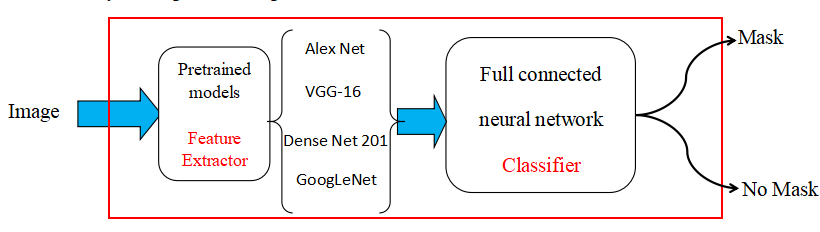 Image
Pretrained
models
Feature
Extractor
Alex Net
VGG-16
Dense Net 201
GoogLeNet
Full connected
neural network
Classifier
Mask
No Mask